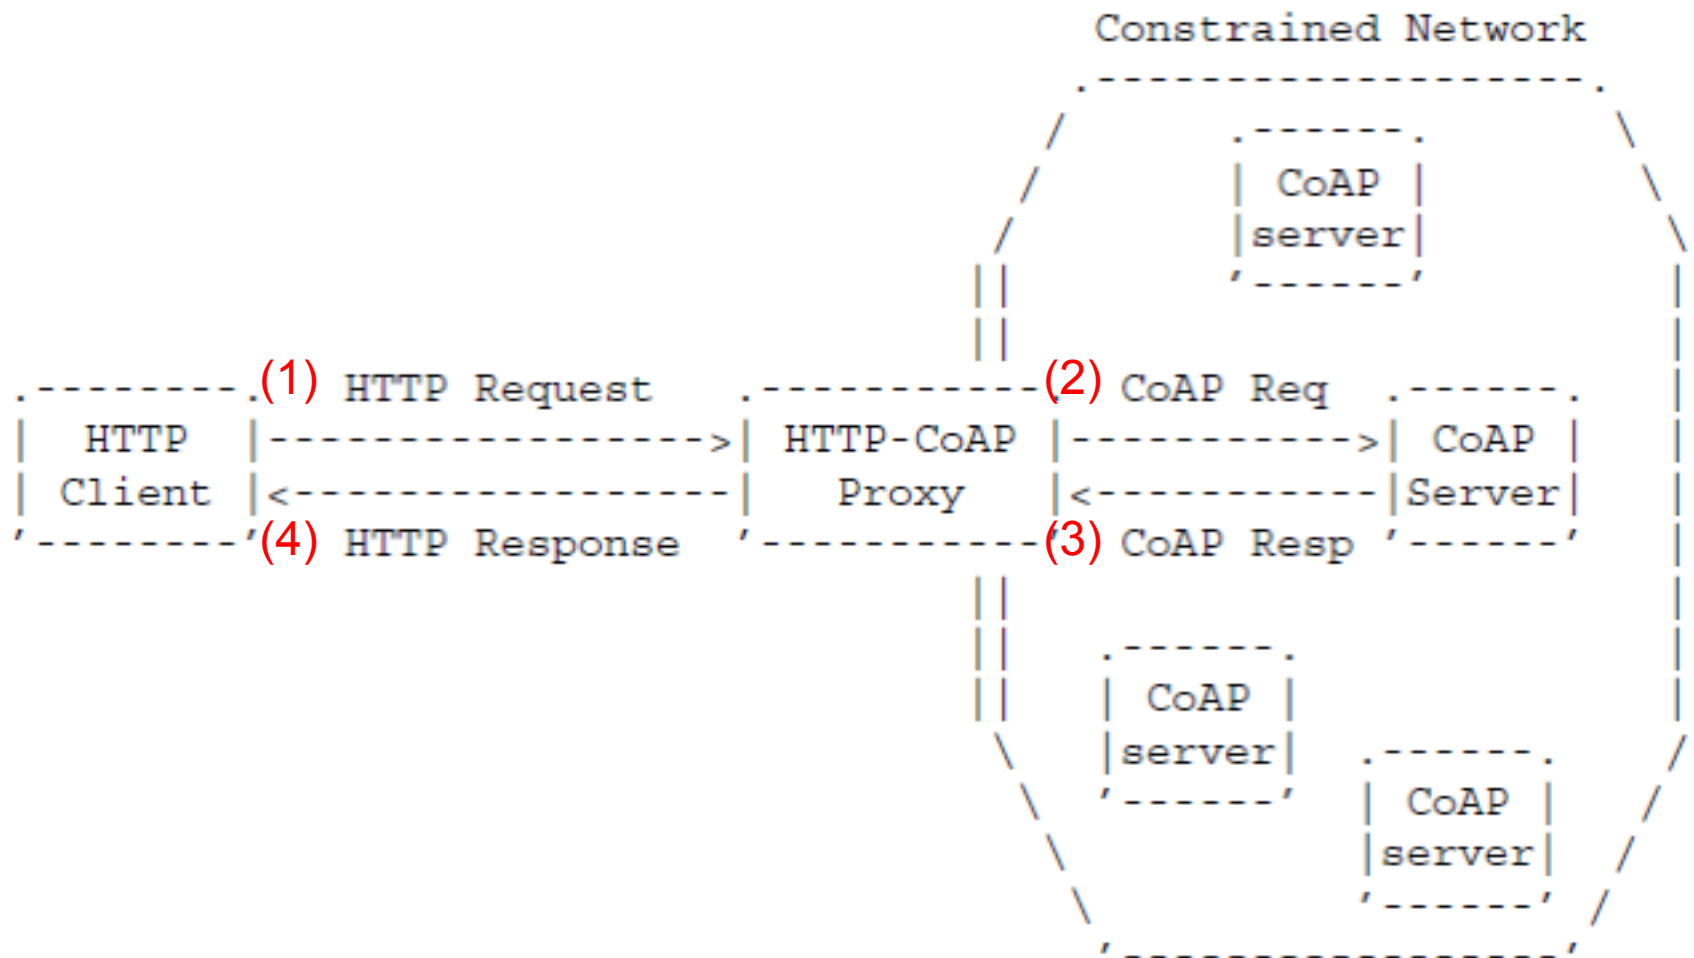 Constrained Network
CoAP
server
(1) HTTP Request
(2) CoAP Req
HTTP
Client
HTTP-CoAP
Proxy
CoAP
Server
(4) HTTP Response
(3) CoAP Resp
CoAP
server
CoAP
server